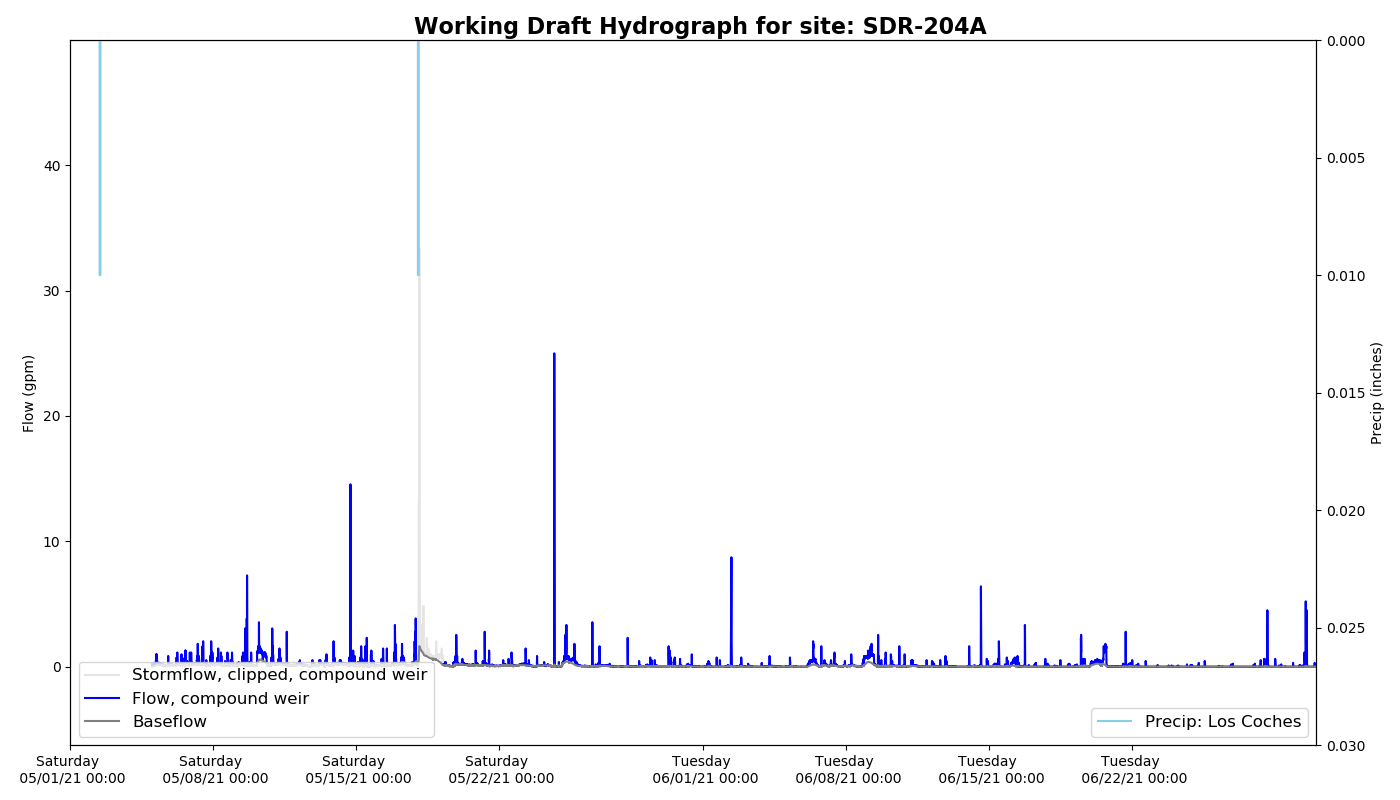 Working Draft Hydrograph for site: SDR-204A
Flow (gpm)
40
30
20
10
0
0.000
0.005
0.010
0.015
0.020
0.025
0.030
Precip (inches)
Stormflow, clipped, compound weir
Flow, compound weir
Baseflow
Precip: Los Coches
Saturday
05/01/21 00:00
Saturday
05/08/21 00:00
Saturday
05/15/21 00:00
Saturday
05/22/21 00:00
Tuesday
06/01/21 00:00
Tuesday
06/08/21 00:00
Tuesday
06/15/21 00:00
Tuesday
06/22/21 00:00